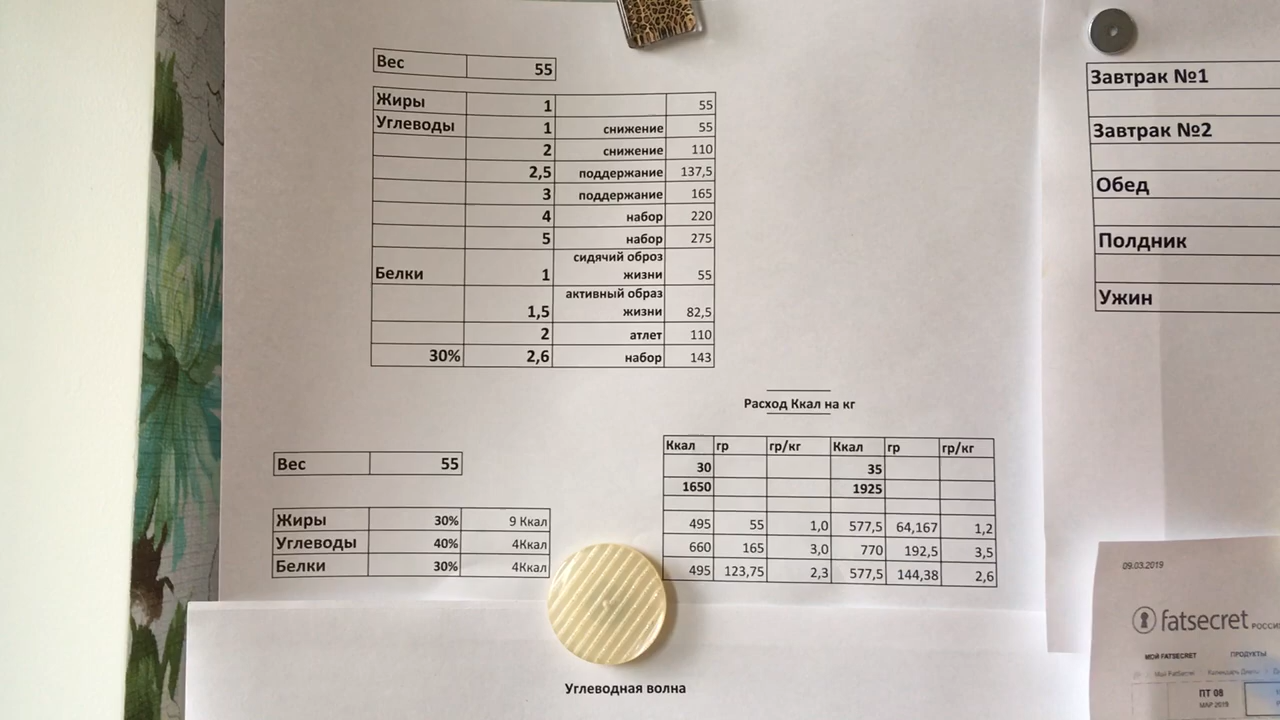 Вес 55
Жиры 1 55
Углеводы 1 снижение 55
2 снижение 110
2,5 поддержание 137,5
3 поддержание 165
4 набор 220
5 набор 275
сидячий оброз
Белки 1 жизни 55
активный образ
1,5 жизни 82,5
2 атлет 110
30% 2,6 набор 143
Расход Ккал на кг
Ккал гр гр/кг Ккал гр гр/кг
30 35
1650 1925
495 55 1,0 577,5 64,167 1,2
660 165 3,0 770 192,5 3,5
495 123,75 2,3 577,5 144,38 2,6
Вес 55
Жиры 30% 9 Ккал
Углеводы 40% 4Ккал
Белки 30% 4Ккал
Углеводная волна
Завтрак №1
Завтрак №2
Обед
Полдник
Ужин
09.03.2019
fatsecret
МОЙ FATSECRET ПРОДУКТЫ
Мой FatSecret
ПТ 08
МАР 2019